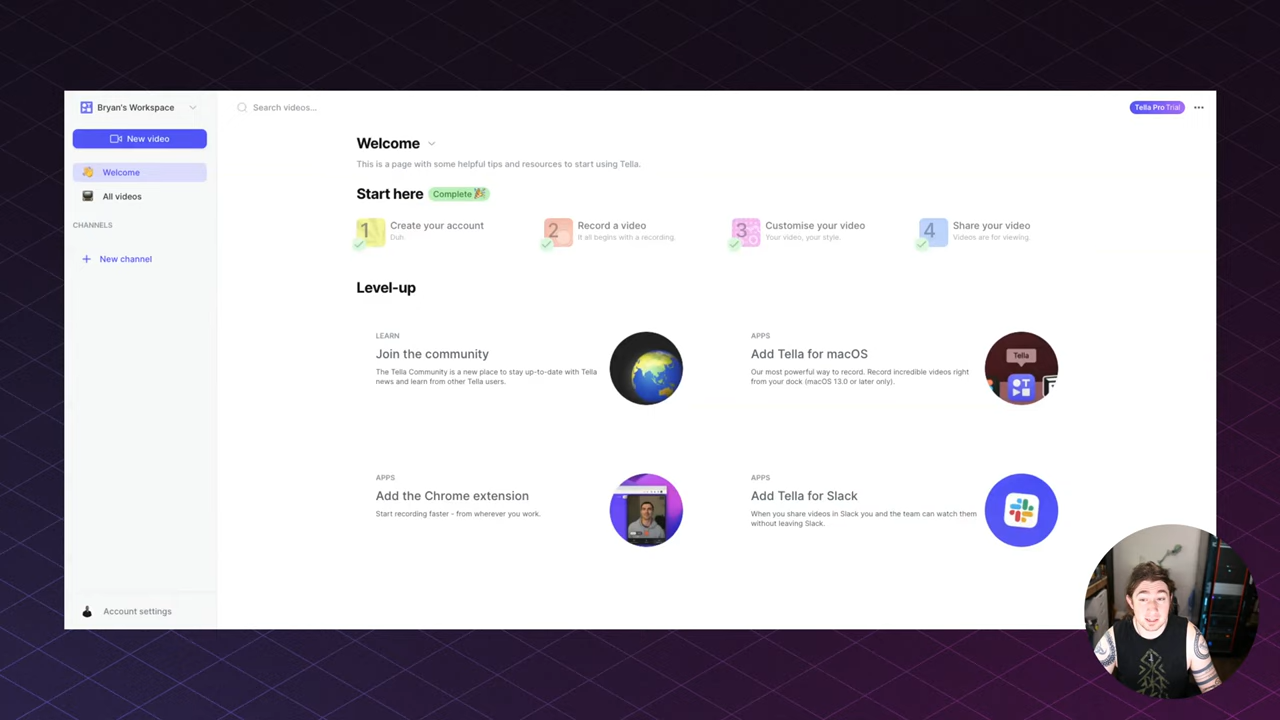 Bryan's Workspace
Search videos...
Tella Pro Trial
New video
Welcome
All videos
CHANNELS
New channel
Account settings
Welcome
This is a page with some helpful tips and resources to start using Tella.
Start here
Complete
1
Create your account
Duh
2
Record a video
It all begins with a recording.
3
Customise your video
Your video, your style.
4
Share your video
Videos are for viewing.
Level-up
LEARN
Join the community
The Tella Community is a new place to stay up-to-date with Tella
news and learn from other Tella users.
APPS
Add Tella for macOS
Our most powerful way to record. Record incredible videos right
from your dock (macOS 13.0 or later only).
Tella
APPS
Add the Chrome extension
Start recording faster - from wherever you work.
APPS
Add Tella for Slack
When you share videos in Slack you and the team can watch them
without leaving Slack.